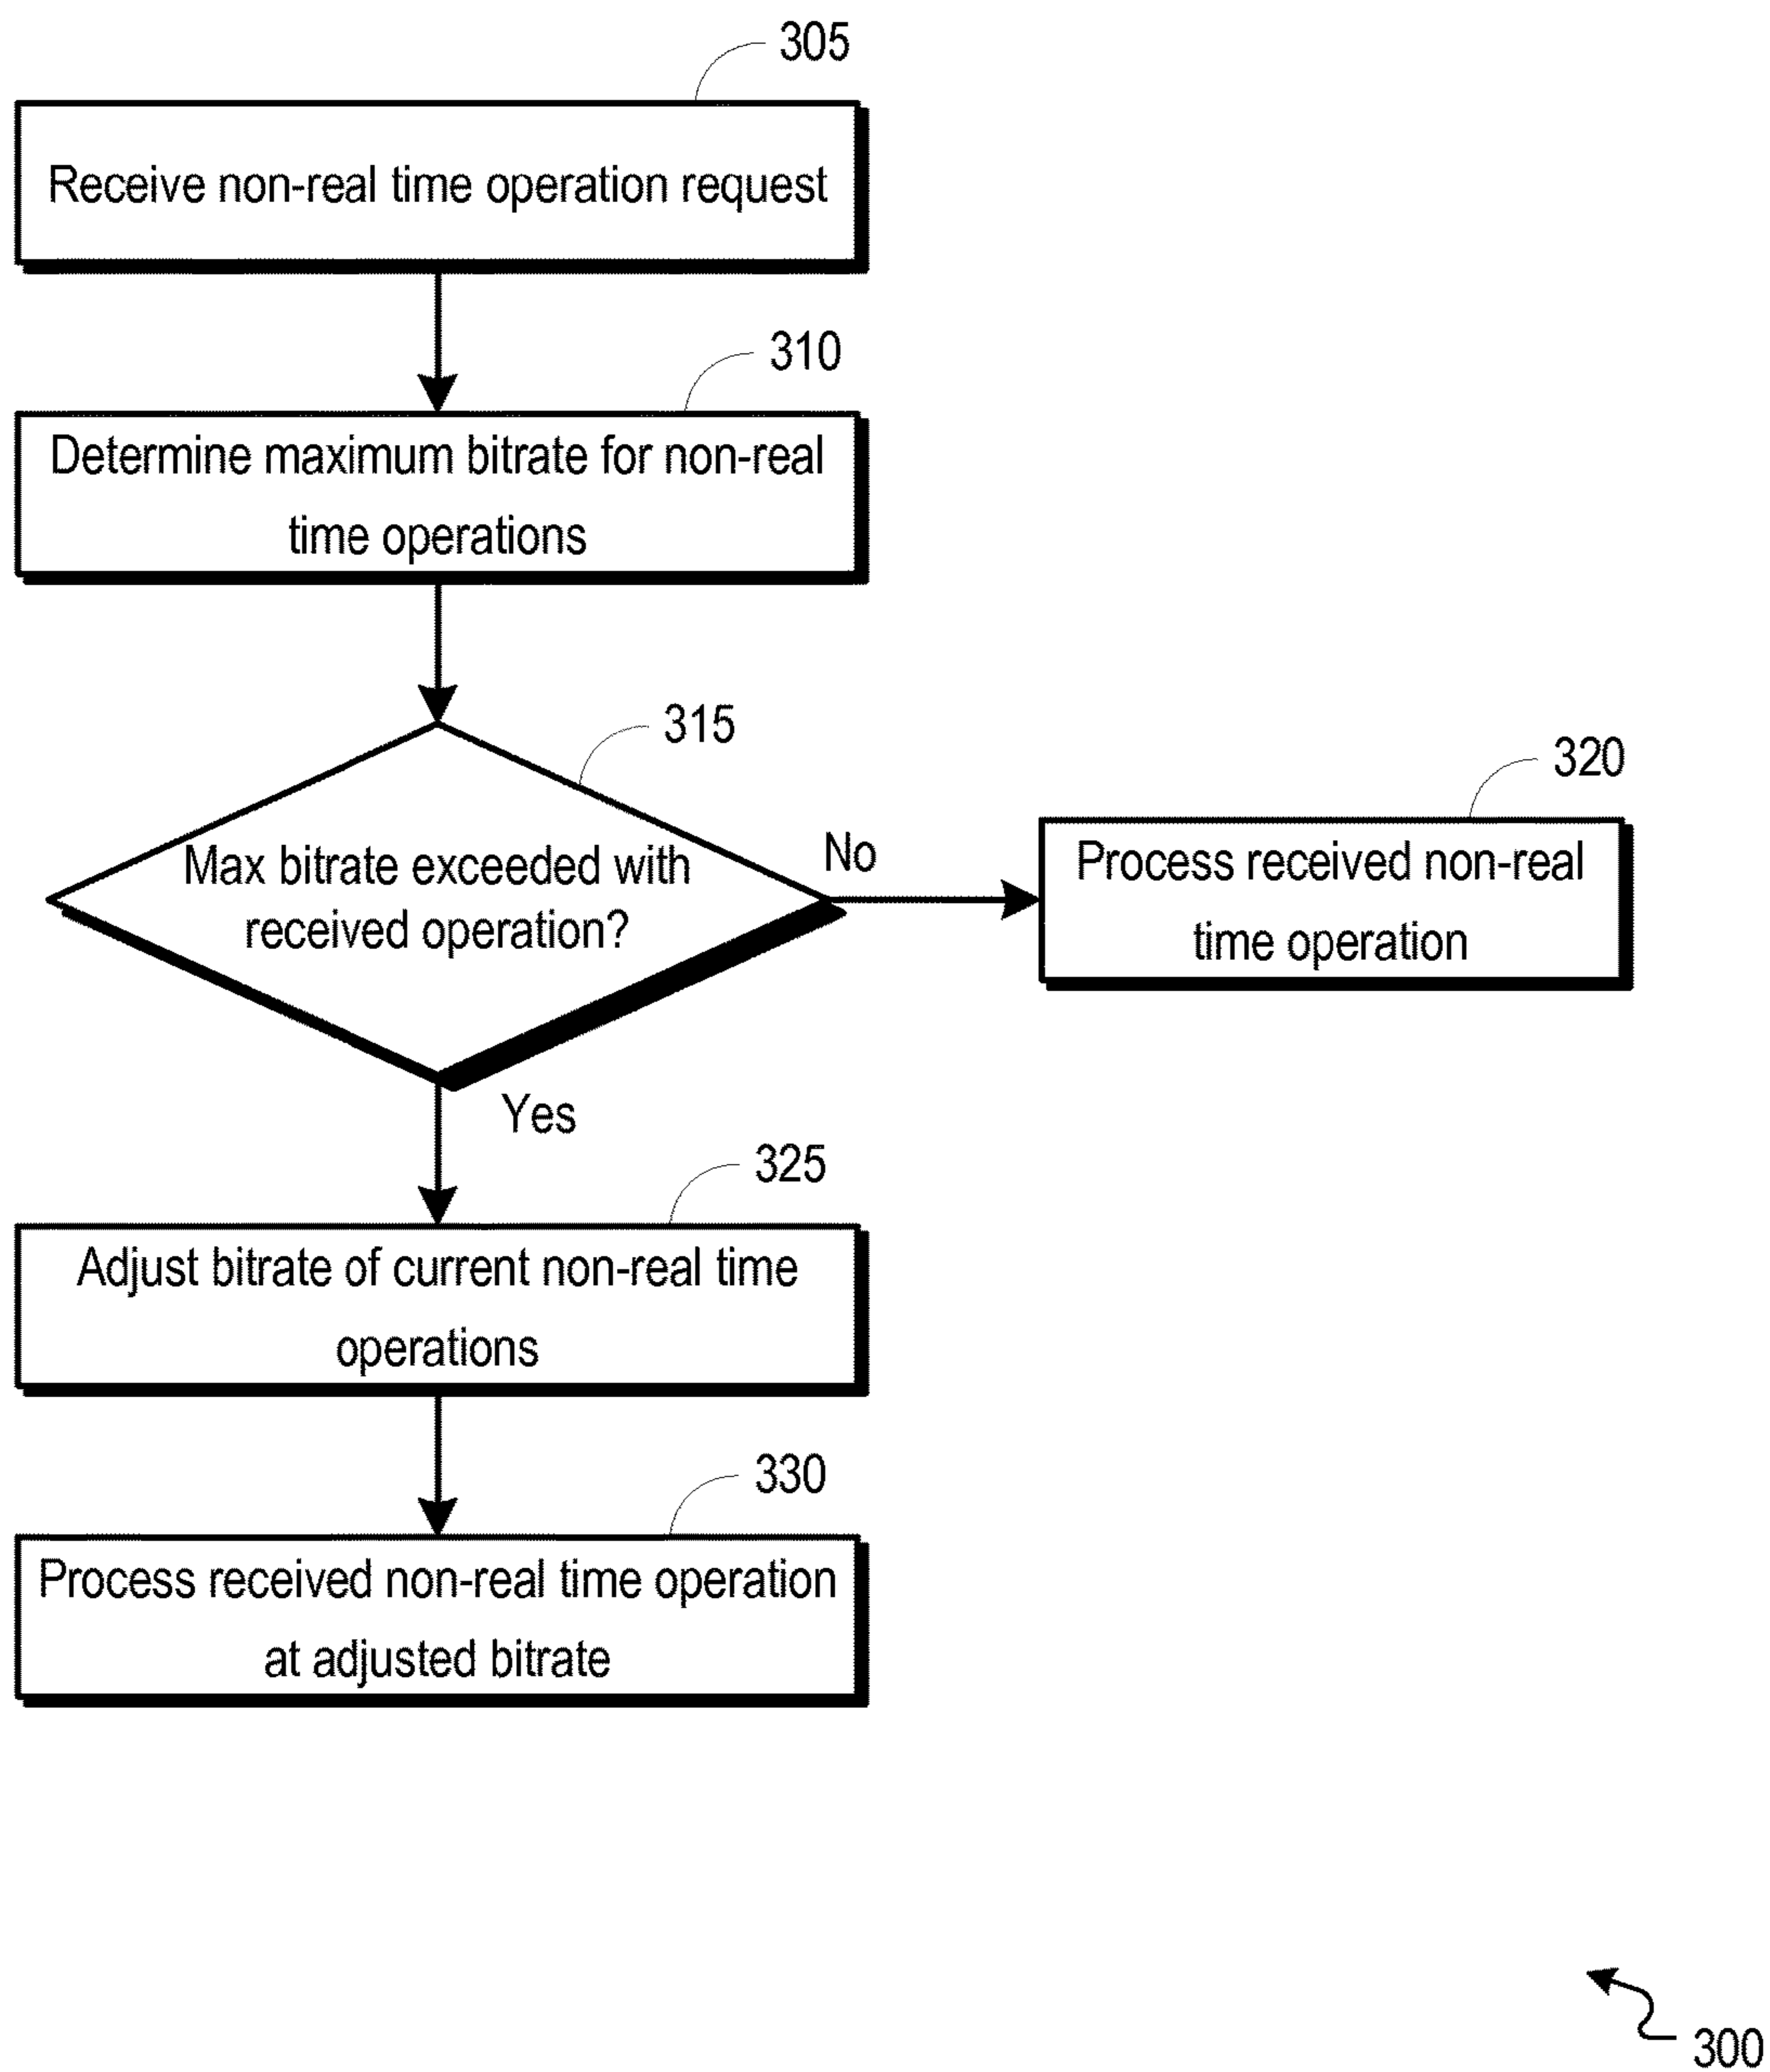 305
Receive non-real time operation request
310
Determine maximum bitrate for non-real
time operations
315
Max bitrate exceeded with
received operation?
No
320
Process received non-real
time operation
Yes
325
Adjust bitrate of current non-real time
operations
330
Process received non-real time operation
at adjusted bitrate
300